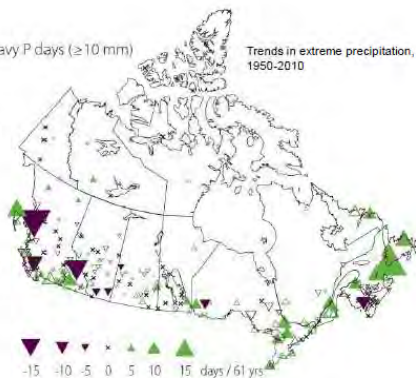 avy P days (≥10 mm)
Trends in extreme precipitation,
1950-2010
-15 -10 -5 0 5 10 15 days / 61 yrs